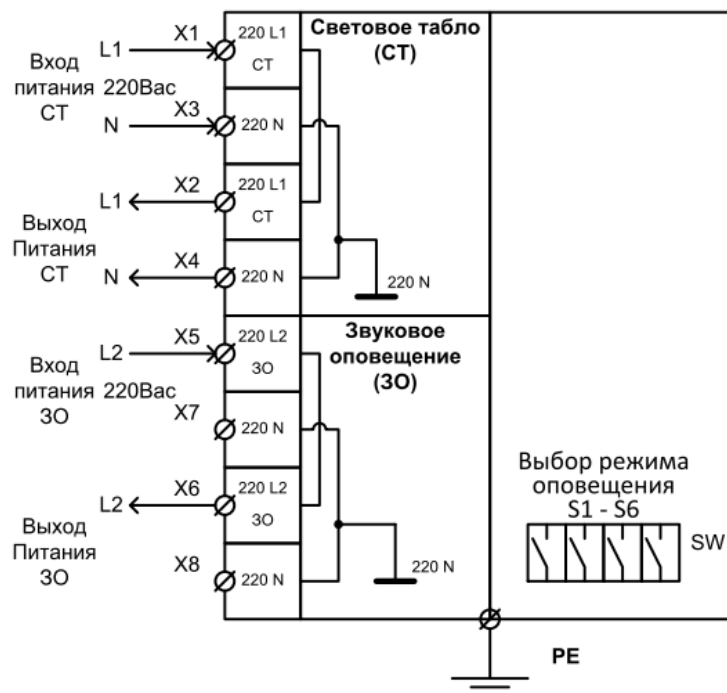 Световое табло
(СТ)
Вход
питания 220Вас
СТ
L1
X1
220 L1
СТ
N
X3
220 N
Выход
Питания
СТ
L1
X2
220 L1
СТ
N
X4
220 N
220 N
Звуковое
оповещение
(ЗО)
Вход
питания 220Вас
ЗО
L2
X5
220 L2
ЗО
X7
220 N
Выход
Питания
ЗО
L2
X6
220 L2
ЗО
X8
220 N
220 N
Выбор режима
оповещения
S1 - S6
SW
PE